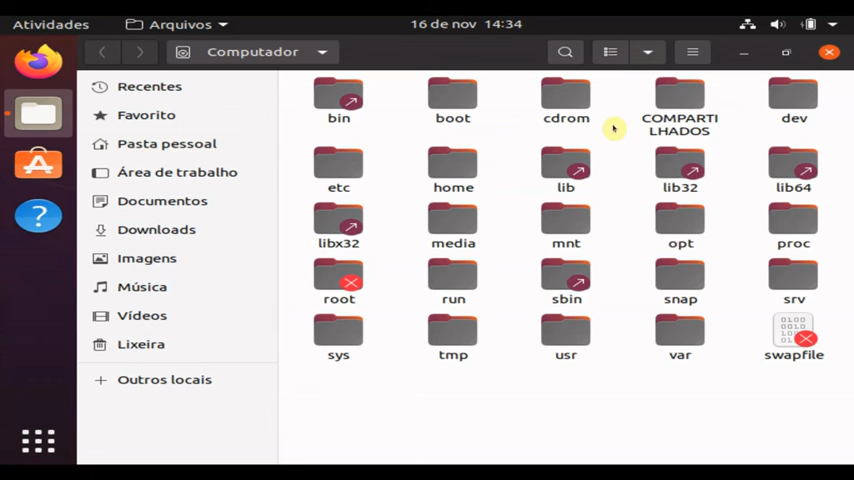 Atividades
Arquivos
16 de nov 14:34
Computador
Recentes
Favorito
Pasta pessoal
Área de trabalho
Documentos
Downloads
Imagens
Música
Vídeos
Lixeira
Outros locais
bin
boot
cdrom
COMPARTI
LHADOS
dev
etc
home
lib
lib32
lib64
libx32
media
mnt
opt
proc
root
run
sbin
snap
srv
sys
tmp
usr
var
swapfile